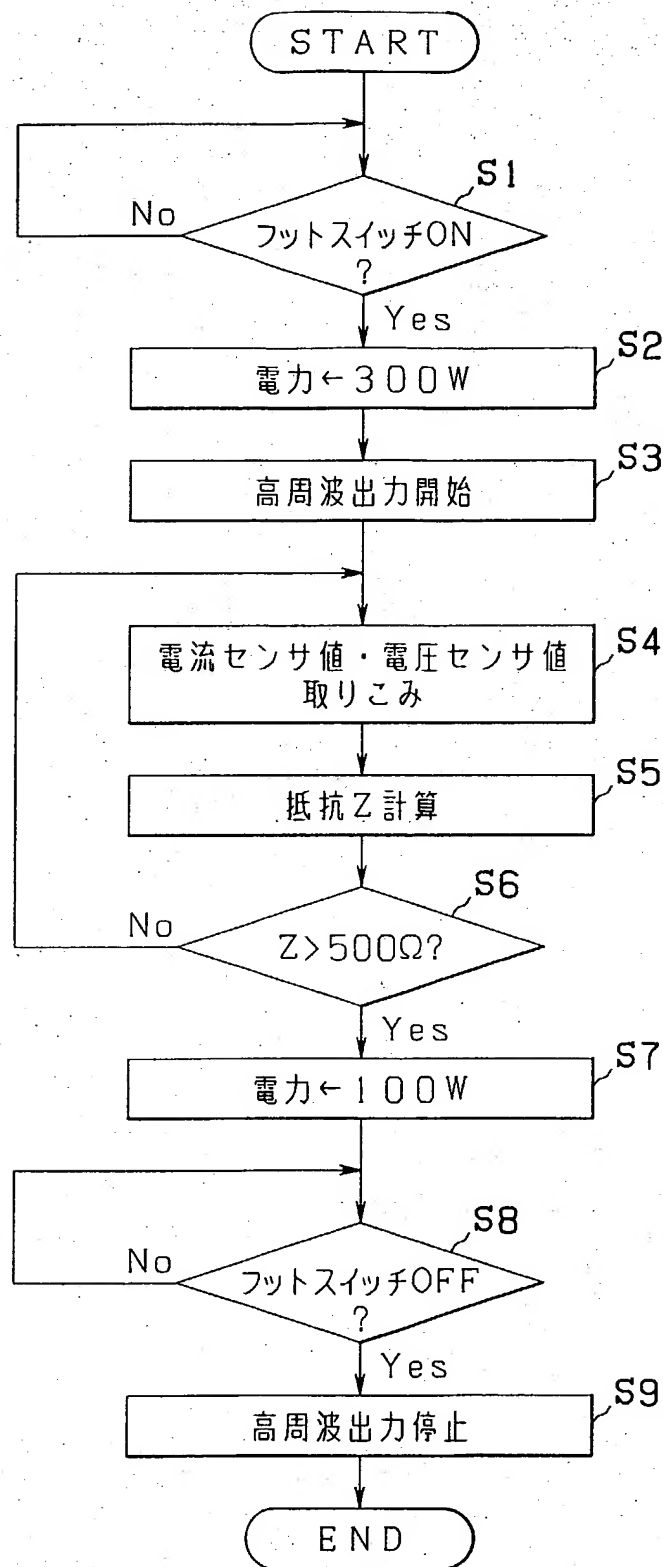 START
S1
No
フットスイッチON
?
Yes
S2
電力←300W
S3
高周波出力開始
S4
電流センサ値・電圧センサ値
取りこみ
S5
抵抗Z計算
S6
No
Z>500Ω?
Yes
S7
電力←100W
S8
No
フットスイッチOFF
?
Yes
S9
高周波出力停止
END